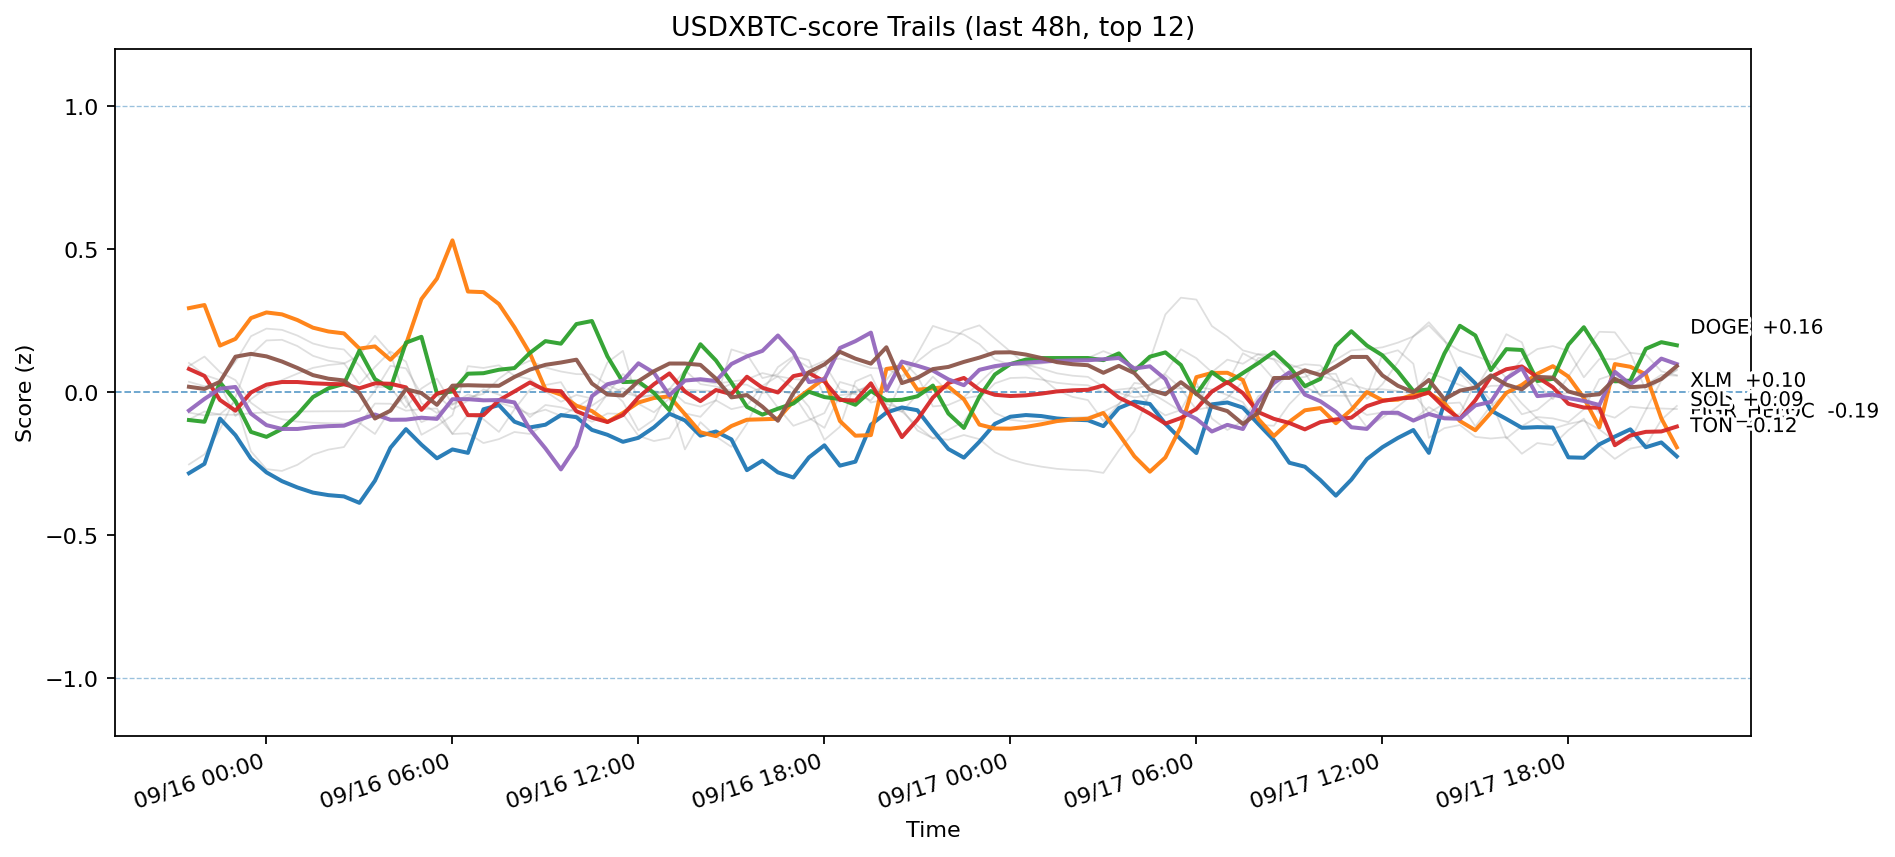 USDXBTC-score Trails (last 48h, top 12)
Score (z)
1.0
0.5
0.0
−0.5
−1.0
DOGE +0.16
XLM +0.10
SOL +0.09
-0.19
TON -0.12
09/16 00:00
09/16 06:00
09/16 12:00
09/16 18:00
09/17 00:00
09/17 06:00
09/17 12:00
09/17 18:00
Time